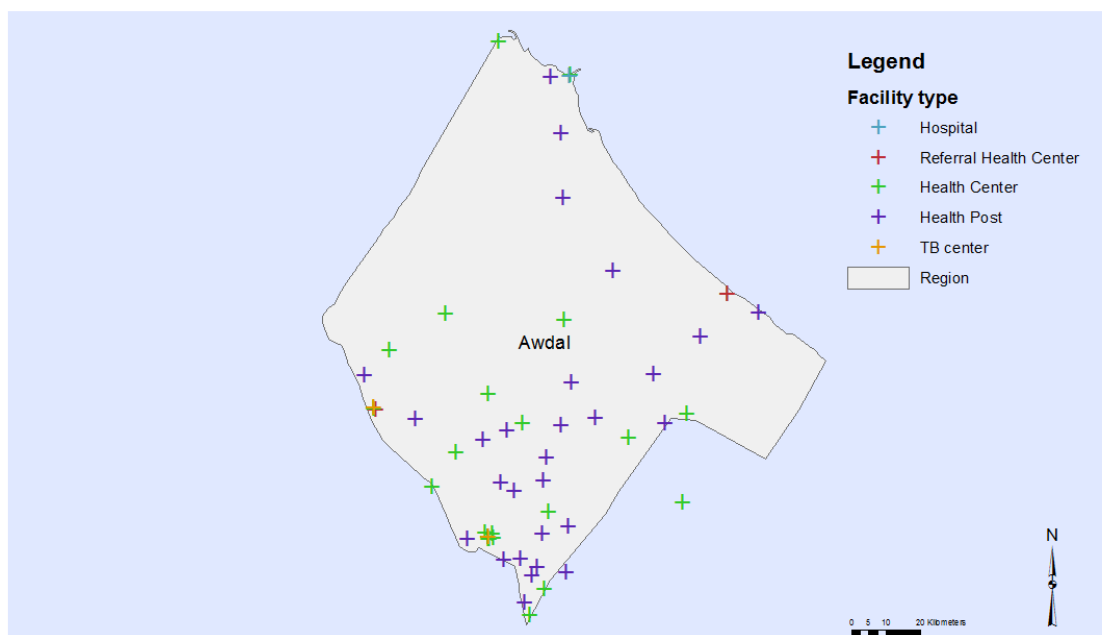 Legend
Facility type
Hospital
Referral Health Center
Health Center
Health Post
TB center
Region
Awdal
N
0 5 10 20 Kilometers